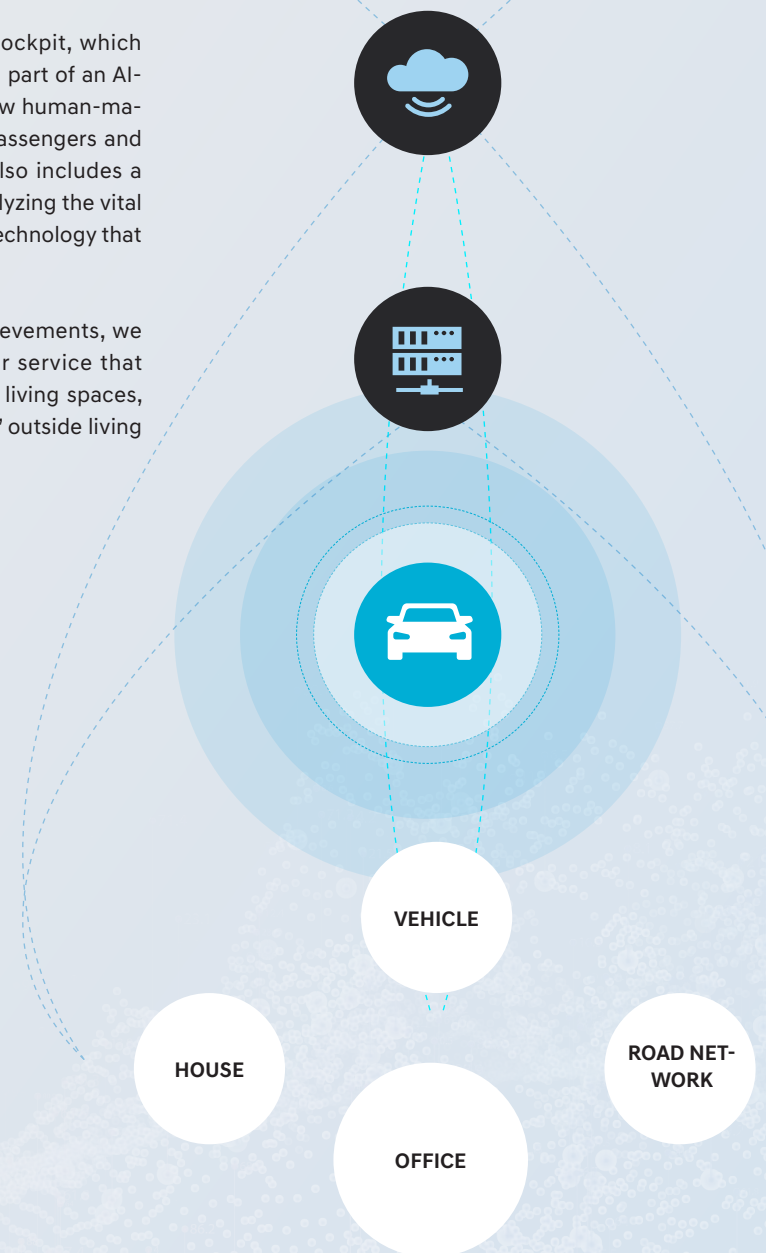 ockpit, which
part of an AI-
w human-ma-
assengers and
lso includes a
lyzing the vital
echnology that
evements, we
r service that
living spaces,
’ outside living
VEHICLE
HOUSE
ROAD NET-
WORK
OFFICE